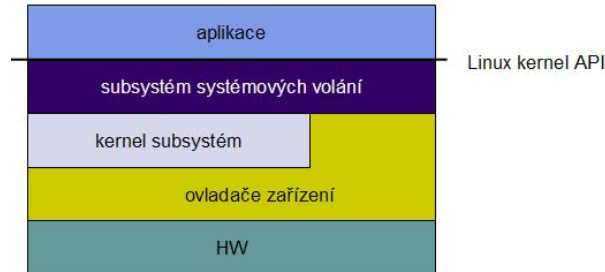 aplikace
Linux kernel API
subsystém systémových volání
kernel subsystém
ovladače zařízení
HW